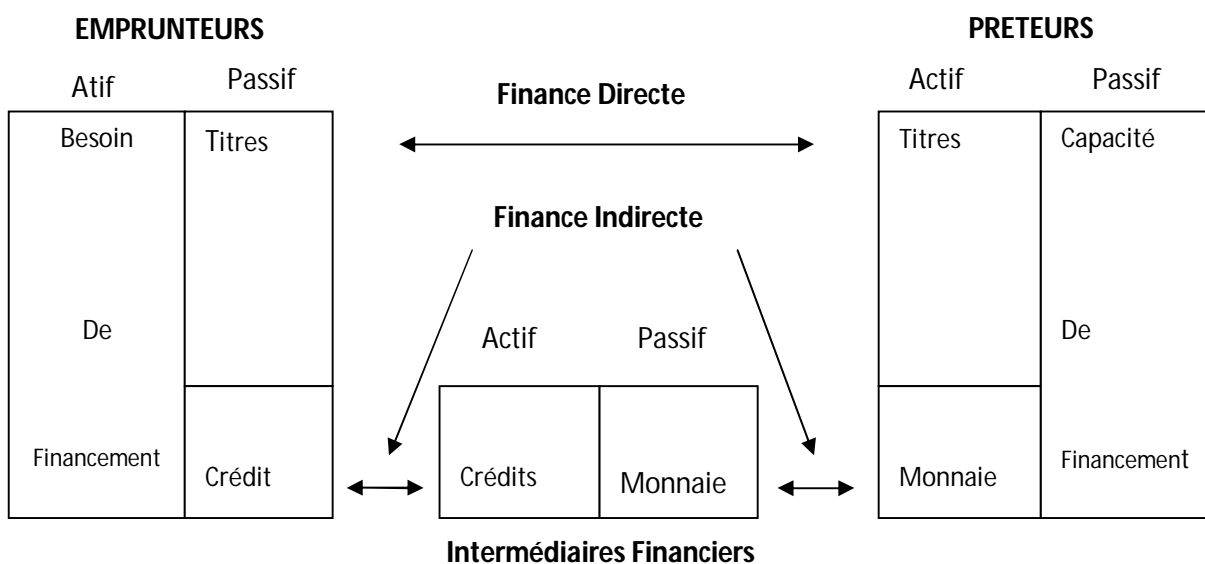 EMPRUNTEURS
PRETEURS
Atif
Passif
Finance Directe
Actif
Passif
Besoin
Titres
Titres
Capacité
Finance Indirecte
De
Actif
Passif
De
Financement
Crédit
Crédits
Monnaie
Monnaie
Financement
Intermédiaires Financiers